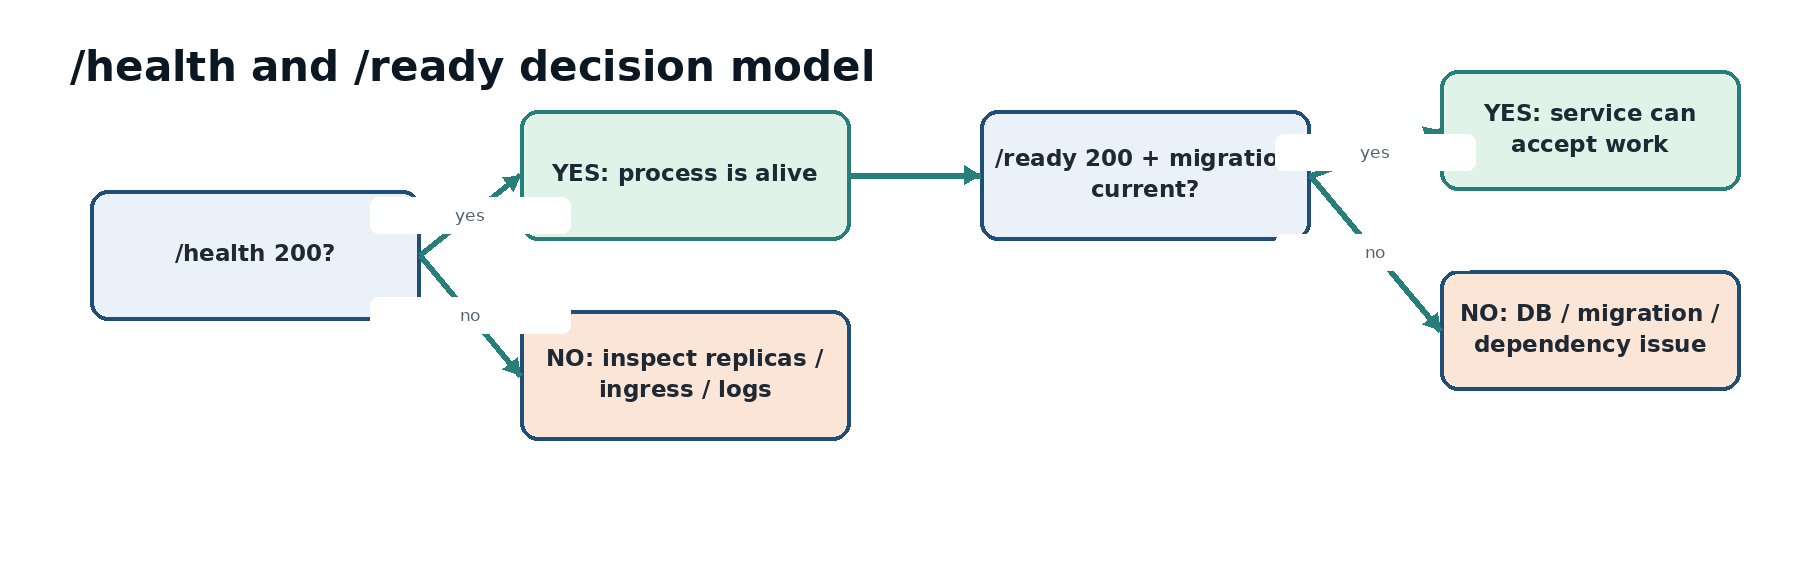 /health and /ready decision model
/health 200?
yes
no
YES: process is alive
NO: inspect replicas /
ingress / logs
/ready 200 + migratio
current?
yes
no
YES: service can
accept work
NO: DB / migration /
dependency issue